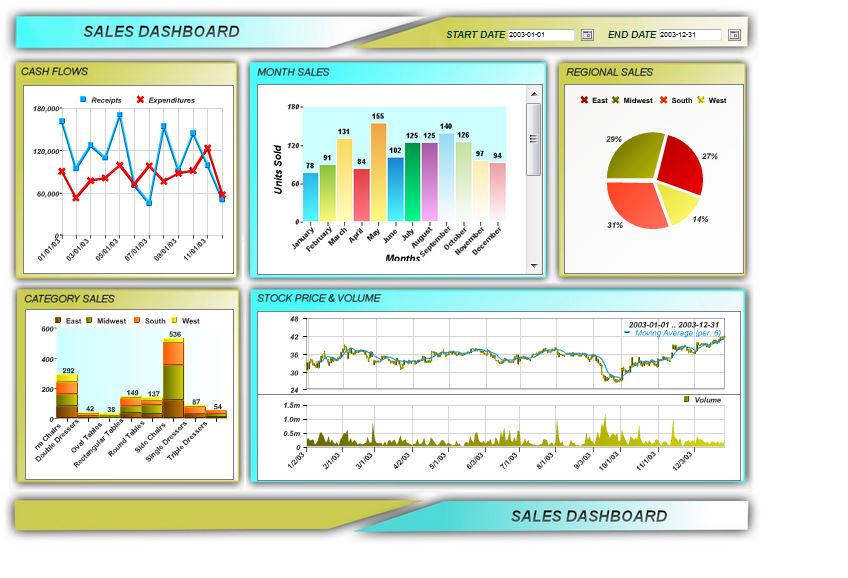 SALES DASHBOARD
START DATE 2003-01-01 END DATE 2003-12-31
CASH FLOWS
Receipts Expenditures
180,000
120,000
60,000
0
01/01/03 03/01/03 05/01/03 07/01/03 09/01/03 11/01/03
MONTH SALES
Units Sold
180
120
60
0
78 91 131 84 155 102 125 125 140 126 97 94
January February March April May June July August September October November December
Months
REGIONAL SALES
East Midwest South West
29%
27%
31%
14%
CATEGORY SALES
East Midwest South West
600
400
200
0
292 42 38 149 137 536 87 54
rm Chairs Double Dressers Oval Tables Rectangular Tables Round Tables Side Chairs Single Dressers Triple Dressers
STOCK PRICE & VOLUME
2003-01-01 .. 2003-12-31
Moving Average (per. 6)
48
42
36
30
24
Volume
1.5m
1.0m
0.5m
0
1/2/03 2/1/03 3/1/03 4/2/03 5/1/03 6/3/03 7/1/03 8/1/03 9/3/03 10/1/03 11/1/03 12/3/03
SALES DASHBOARD